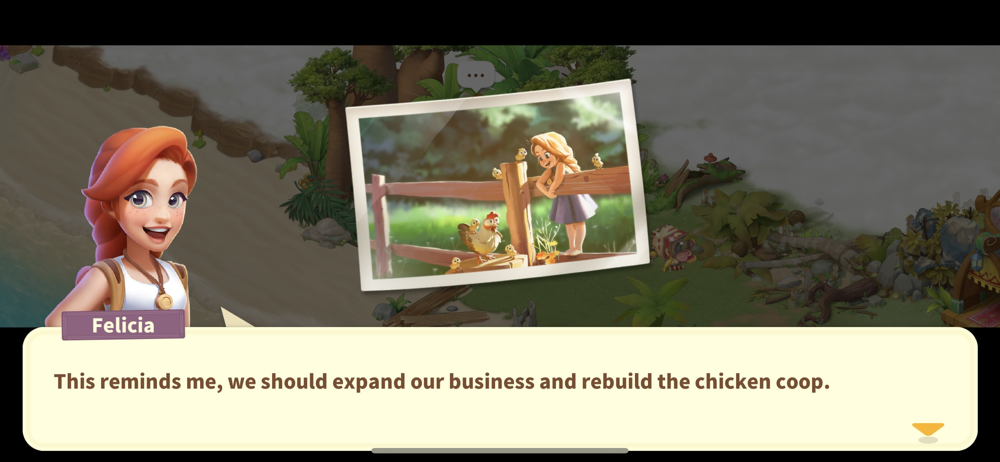 Felicia
This reminds me, we should expand our business and rebuild the chicken coop.